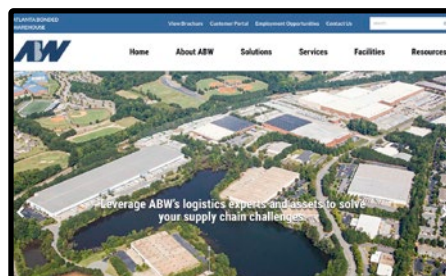 ATLANTA BONDED
WAREHOUSE
View Brochure Customer Portal Employment Opportunities Contact Us
ABW
Home About ABW Solutions Services Facilities Resources
Leverage ABW's logistics experts and assets to solve
your supply chain challenges.